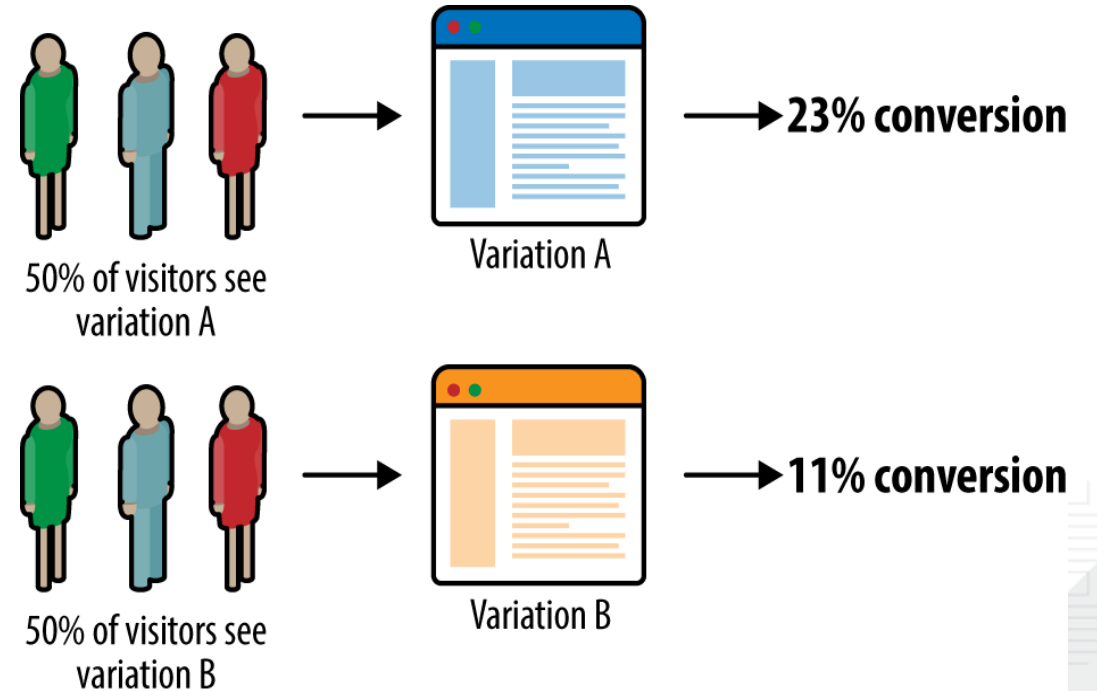 50% of visitors see
variation A
Variation A
23% conversion
50% of visitors see
variation B
Variation B
11% conversion